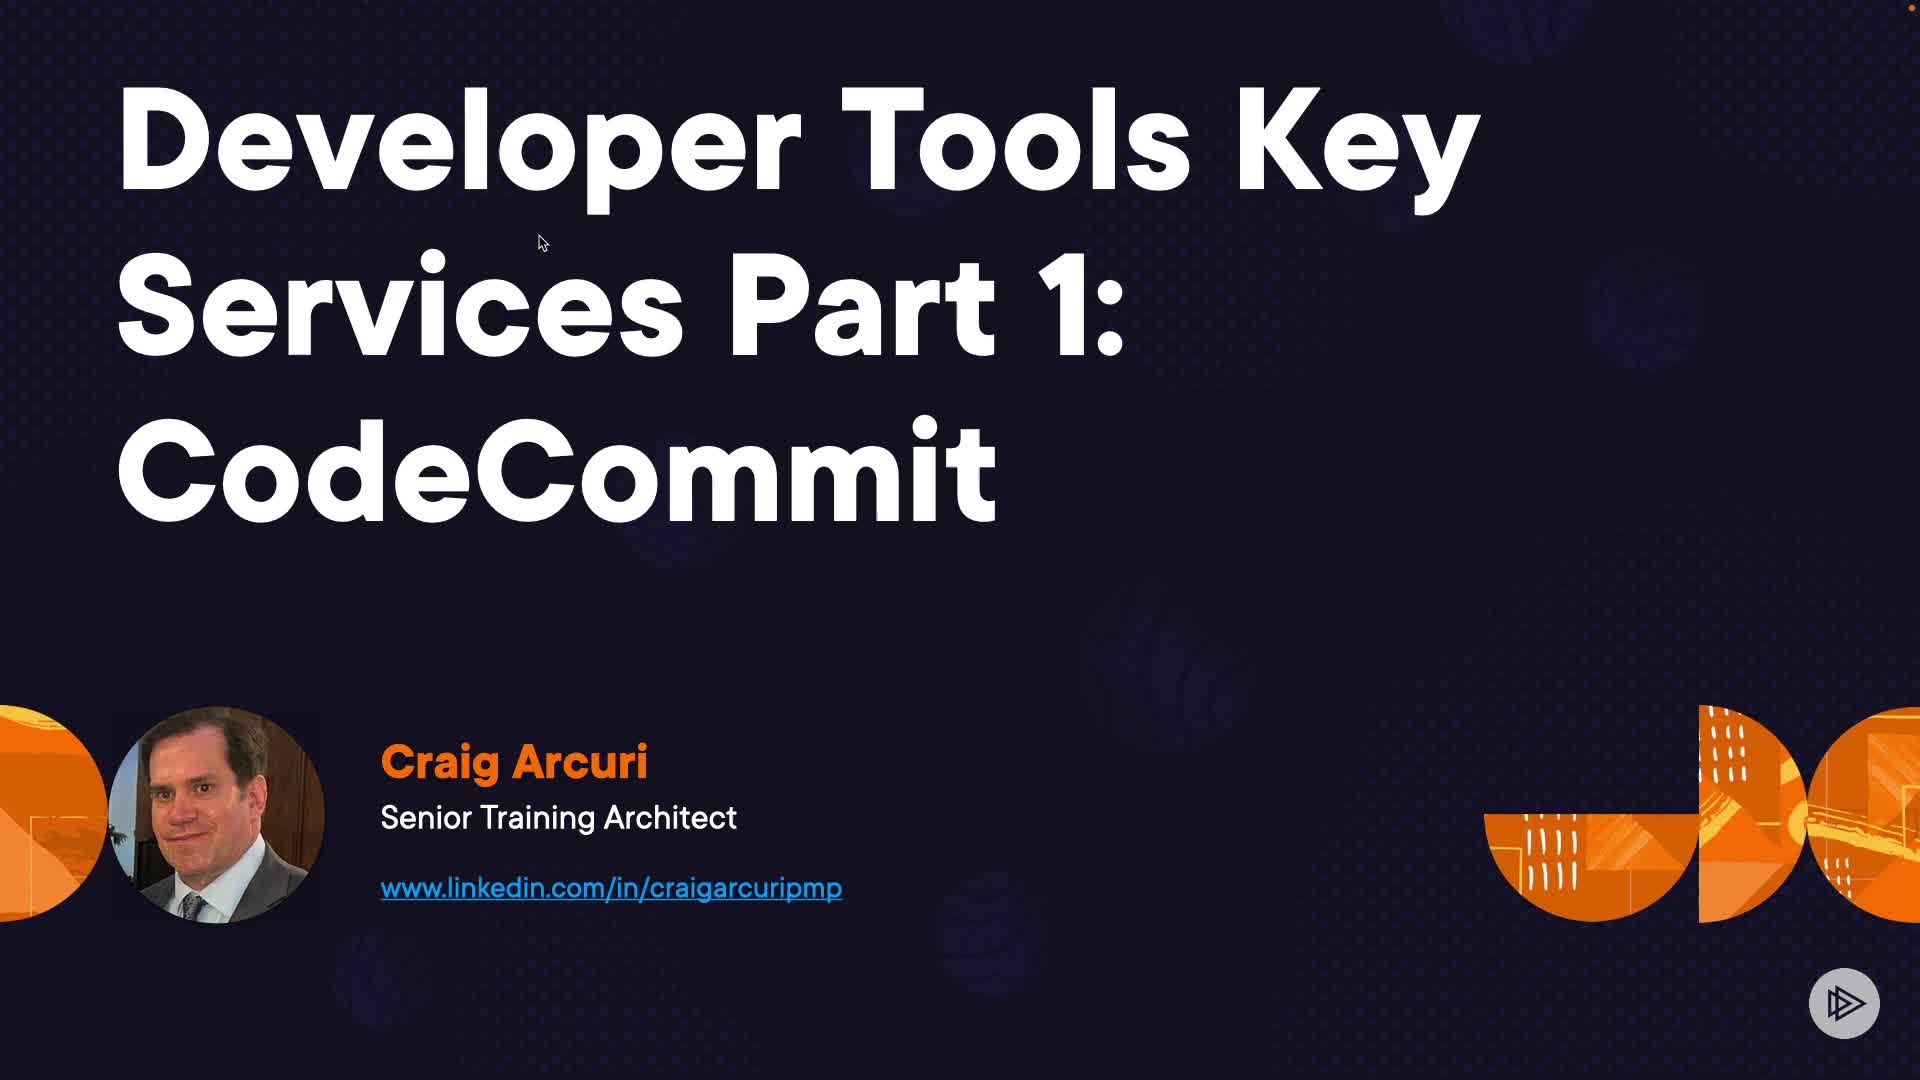 Developer Tools Key
Services Part 1:
CodeCommit
Craig Arcuri
Senior Training Architect
www.linkedin.com/in/craigarcuripmp